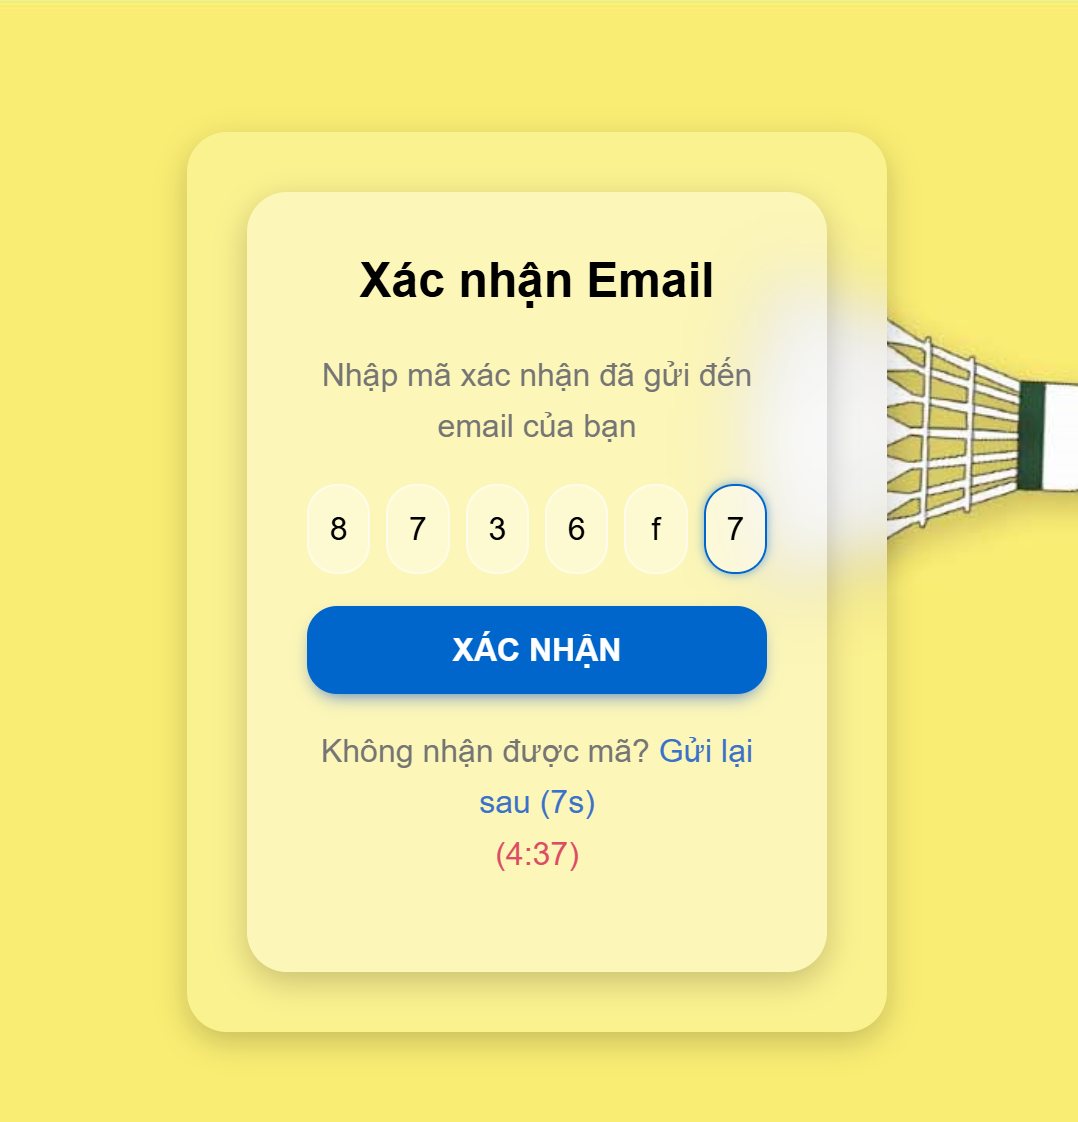 Xác nhận Email
Nhập mã xác nhận đã gửi đến
email của bạn
8 7 3 6 f 7
XÁC NHẬN
Không nhận được mã? Gửi lại
sau (7s)
(4:37)